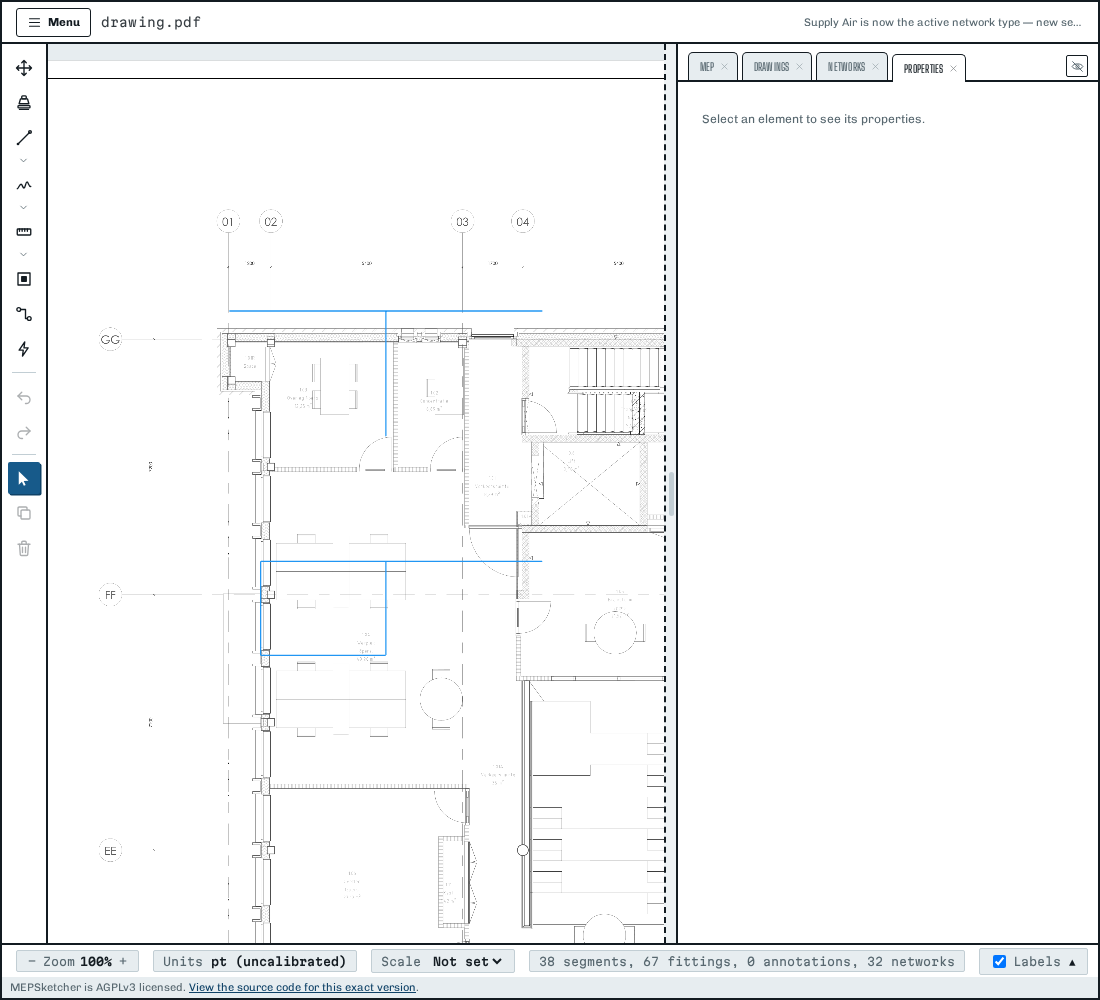 Menu
drawing.pdf
Supply Air is now the active network type — new se...
MEP
DRAWINGS
NETWORKS
PROPERTIES
Select an element to see its properties.
01
02
03
04
GG
FF
EE
− Zoom 100% +
Units pt (uncalibrated)
Scale Not set
38 segments, 67 fittings, 0 annotations, 32 networks
Labels ▲
MEPSketcher is AGPLv3 licensed. View the source code for this exact version.